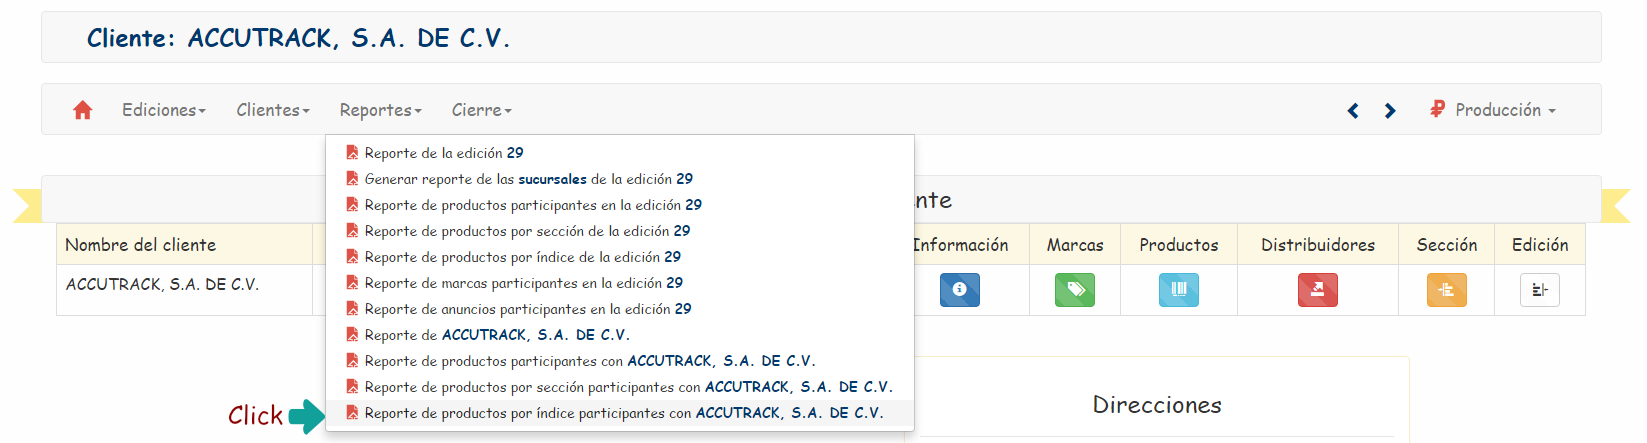 Cliente: ACCUTRACK, S.A. DE C.V.
Ediciones Clientes Reportes Cierre Producción
Reporte de la edición 29
Generar reporte de las sucursales de la edición 29
Reporte de productos participantes en la edición 29
Reporte de productos por sección de la edición 29
Reporte de productos por índice de la edición 29
Reporte de marcas participantes en la edición 29
Reporte de anuncios participantes en la edición 29
Reporte de ACCUTRACK, S.A. DE C.V.
Reporte de productos participantes con ACCUTRACK, S.A. DE C.V.
Reporte de productos por sección participantes con ACCUTRACK, S.A. DE C.V.
Click Reporte de productos por índice participantes con ACCUTRACK, S.A. DE C.V.
Nombre del cliente Información Marcas Productos Distribuidores Sección Edición
ACCUTRACK, S.A. DE C.V.
Direcciones